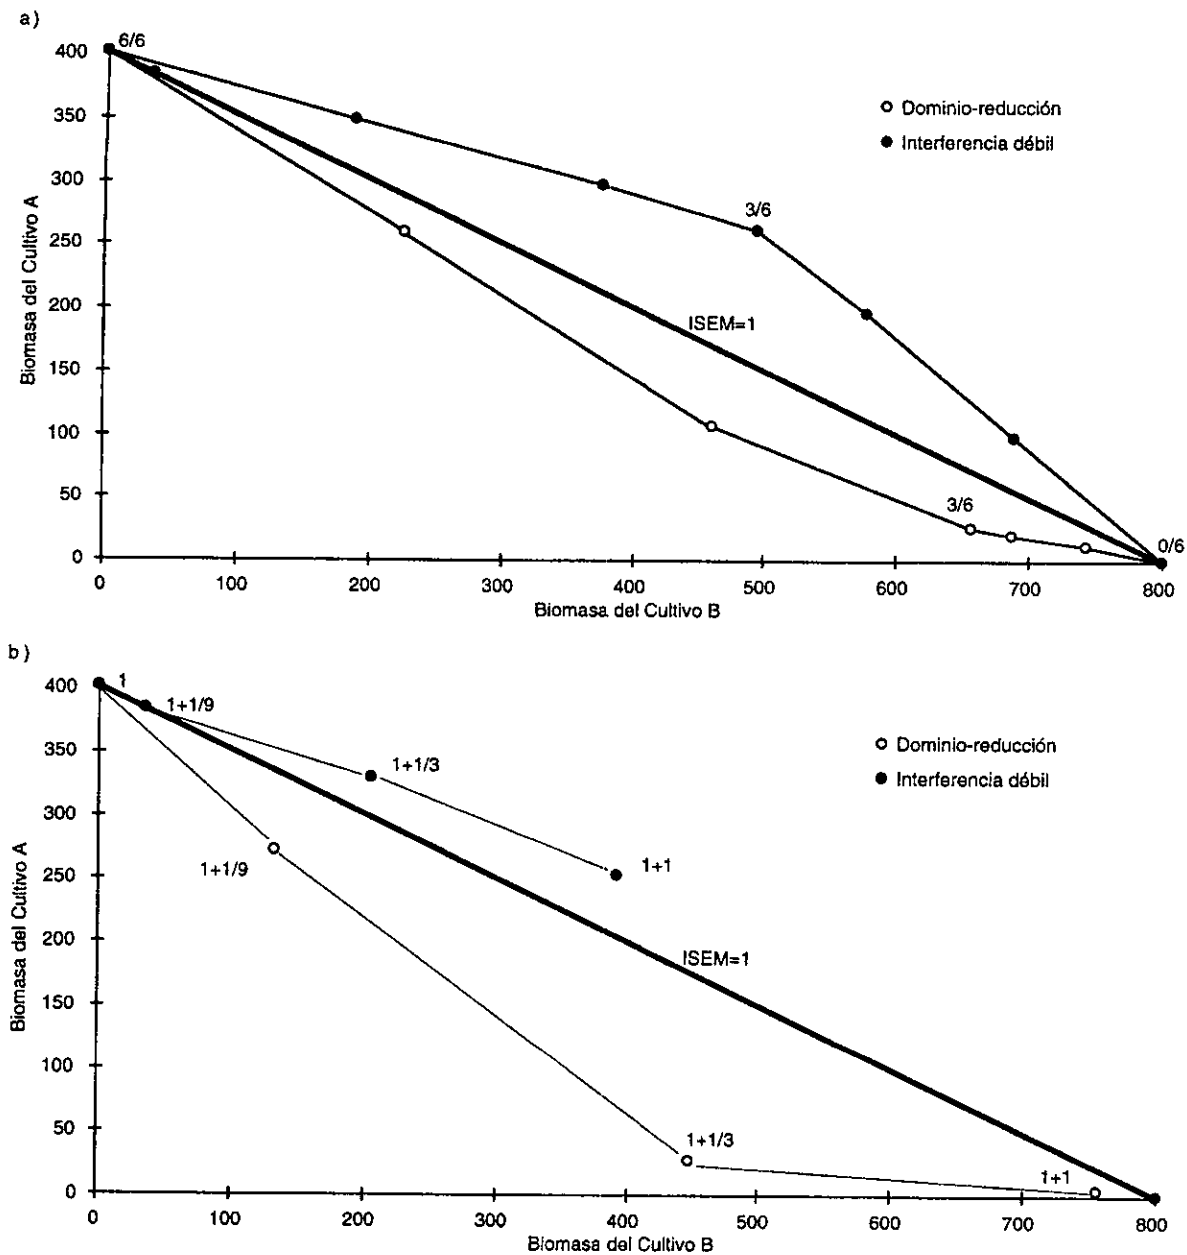 a)
6/6
400
350
300
250
200
150
100
50
0
Biomasa del Cultivo A
Dominio-reducción
Interferencia débil
3/6
ISEM=1
3/6
0/6
0 100 200 300 400 500 600 700 800
Biomasa del Cultivo B
b)
400
350
300
250
200
150
100
50
0
Biomasa del Cultivo A
1
1+1/9
1+1/3
Dominio-reducción
Interferencia débil
1+1/9
1+1
ISEM=1
1+1/3
1+1
0 100 200 300 400 500 600 700 800
Biomasa del Cultivo B